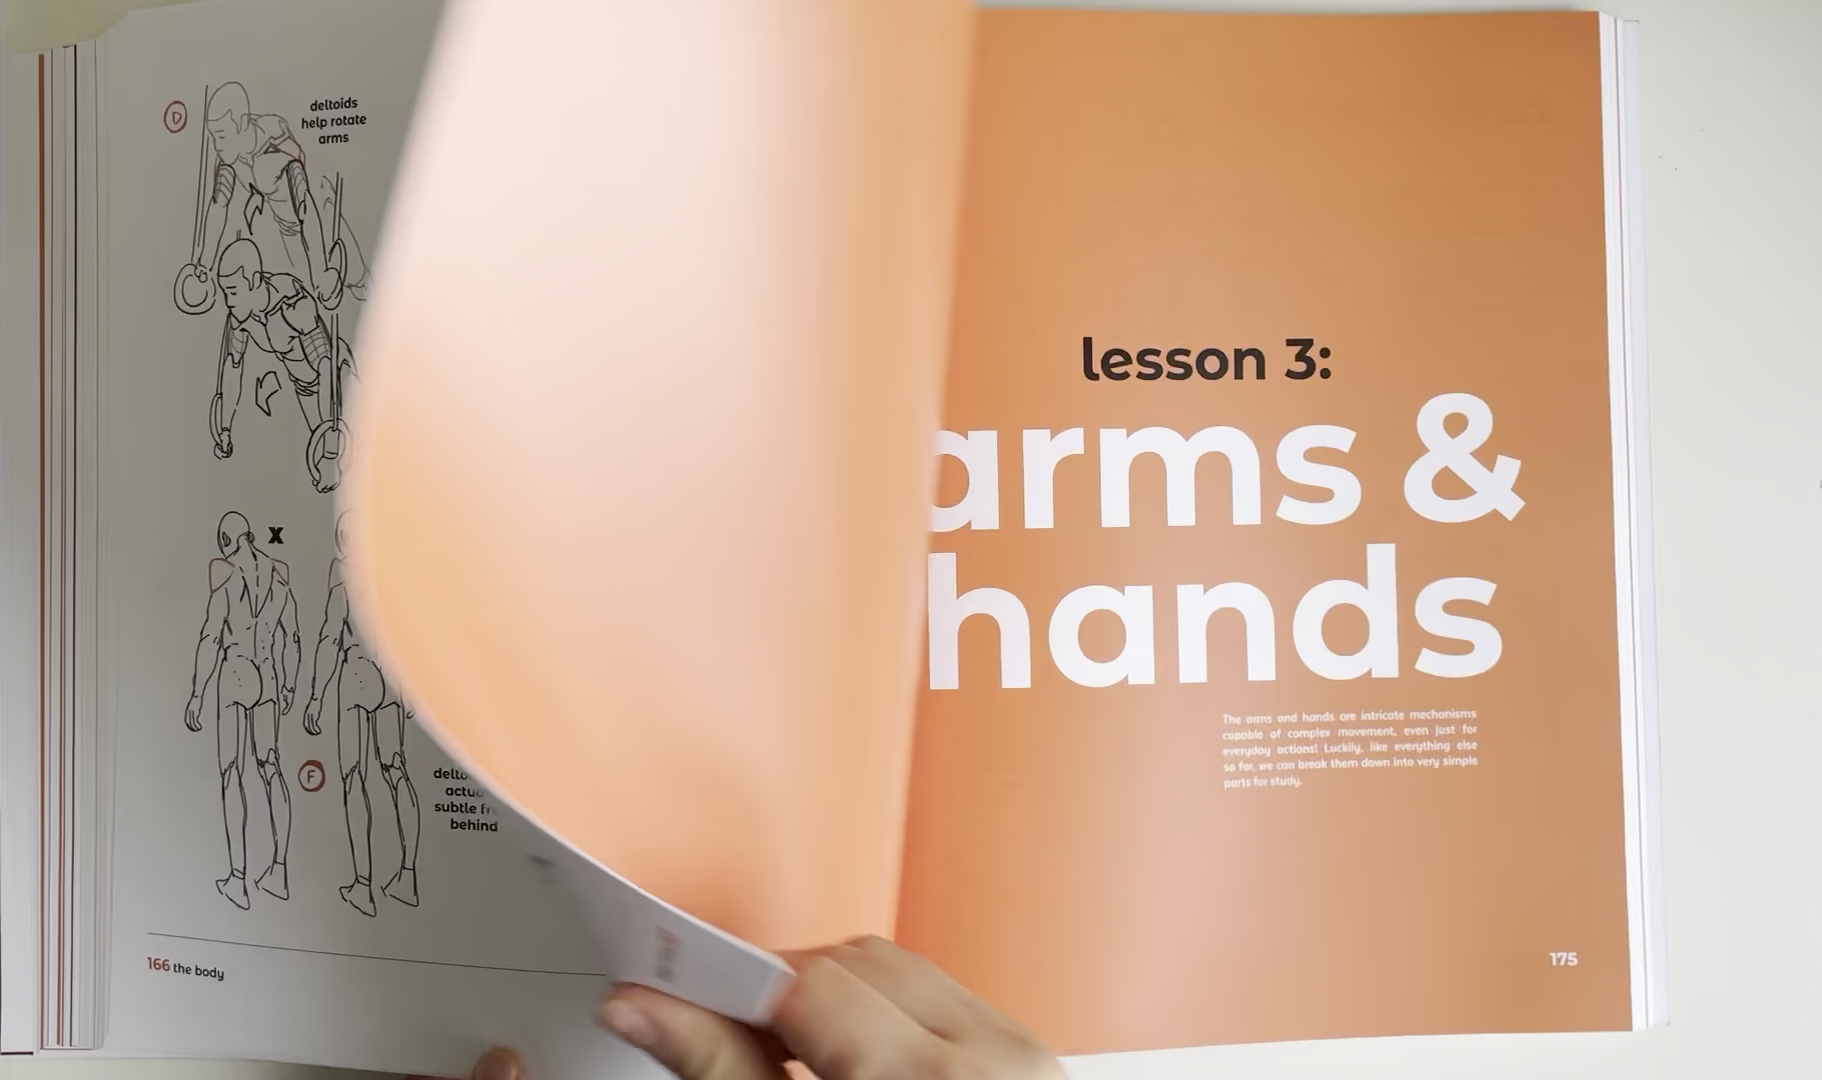 D
deltoids
help rotate
arms
X
F
actu
subtle
behind
166 the body
lesson 3:
arms &
hands
The arms and hands are intricate mechanisms
capable of complex movement, even just for
everyday actions! Luckily, like everything else
so far, we can break them down into very simple
parts for study.
175